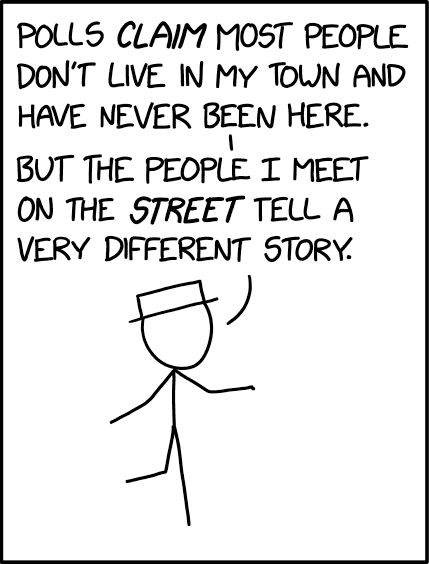 POLLS CLAIM MOST PEOPLE
DON'T LIVE IN MY TOWN AND
HAVE NEVER BEEN HERE.
BUT THE PEOPLE I MEET
ON THE STREET TELL A
VERY DIFFERENT STORY.